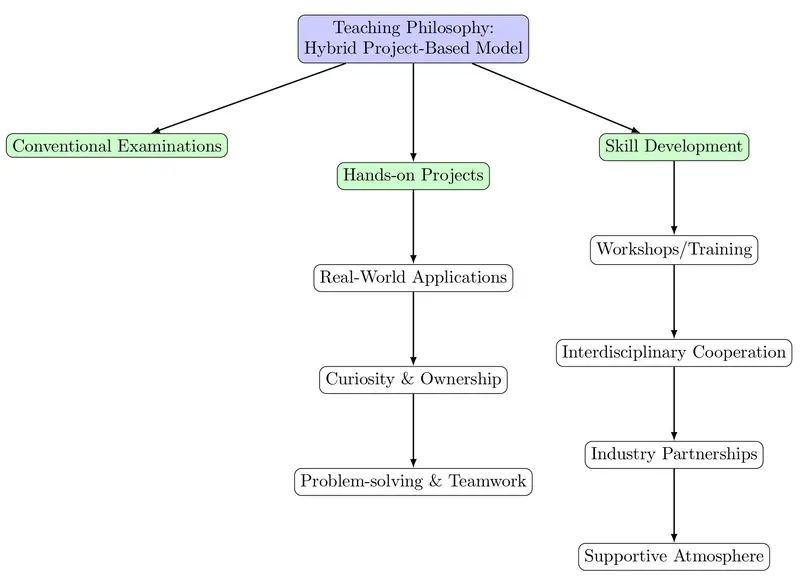 Teaching Philosophy:
Hybrid Project-Based Model
Conventional Examinations
Hands-on Projects
Real-World Applications
Curiosity & Ownership
Problem-solving & Teamwork
Skill Development
Workshops/Training
Interdisciplinary Cooperation
Industry Partnerships
Supportive Atmosphere